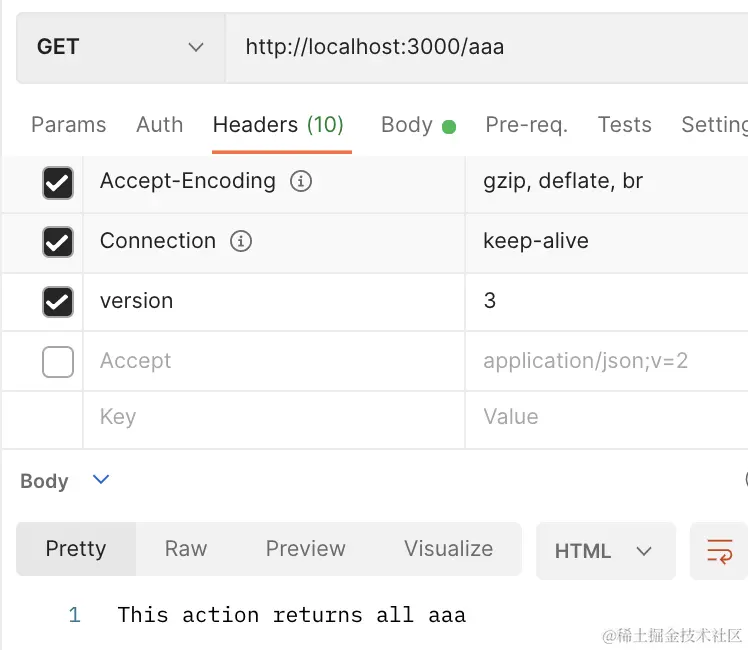 GET http://localhost:3000/aaa
Params Auth Headers (10) Body Pre-req. Tests Setting
Accept-Encoding gzip, deflate, br
Connection keep-alive
version 3
Accept application/json;v=2
Key Value
Body
Pretty Raw Preview Visualize HTML
1 This action returns all aaa
@稀土掘金技术社区